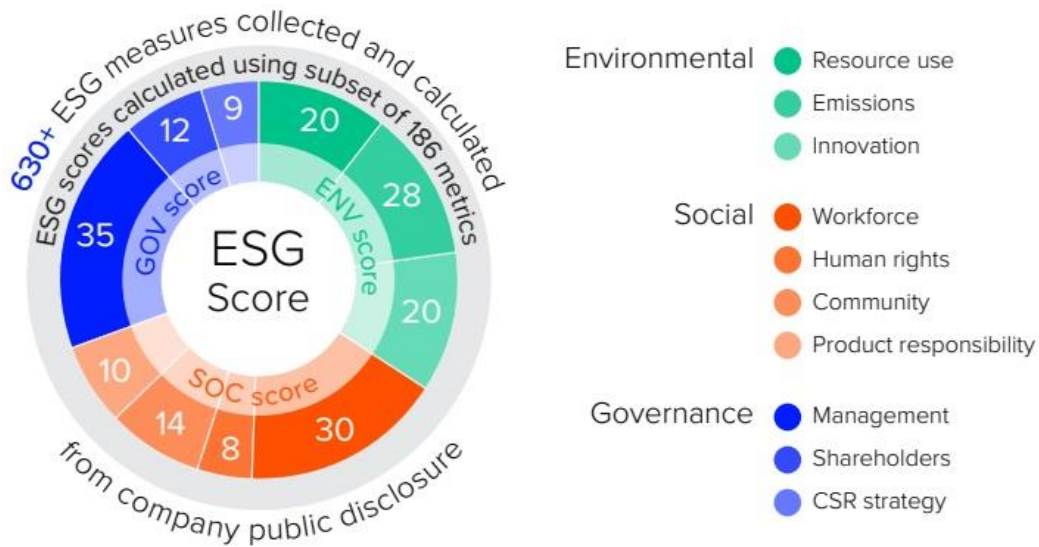 630+ ESG measures collected and calculated
ESG scores calculated using subset of 186 metrics
9
12
20
28
20
30
8
14
10
35
GOV score
ENV score
SOC score
ESG
Score
from company public disclosure
Environmental
Resource use
Emissions
Innovation
Social
Workforce
Human rights
Community
Product responsibility
Governance
Management
Shareholders
CSR strategy